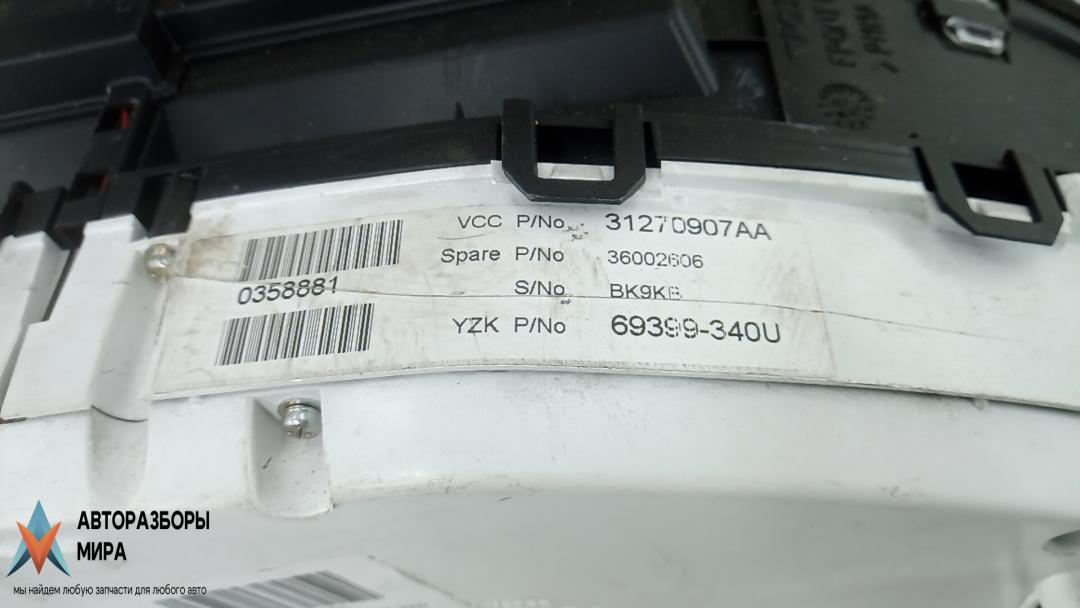 VCC P/No. 31270907AA
Spare P/No 36002606
0358881
S/No BK9KB
YZK P/No 69399-340U
АВТОРАЗБОРЫ
МИРА
мы найдем любую запчасти для любого авто